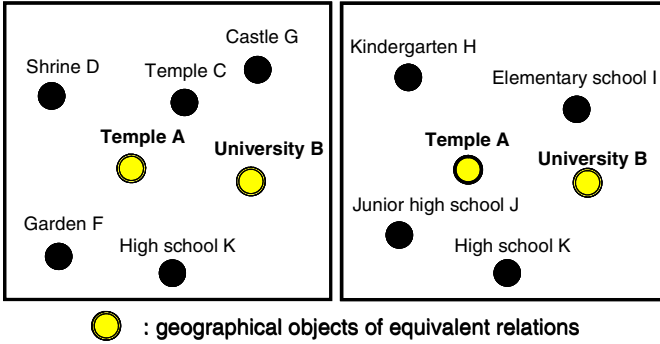 Castle G
Shrine D
Temple C
Temple A
University B
Garden F
High school K
Kindergarten H
Elementary school I
Temple A
University B
Junior high school J
High school K
: geographical objects of equivalent relations